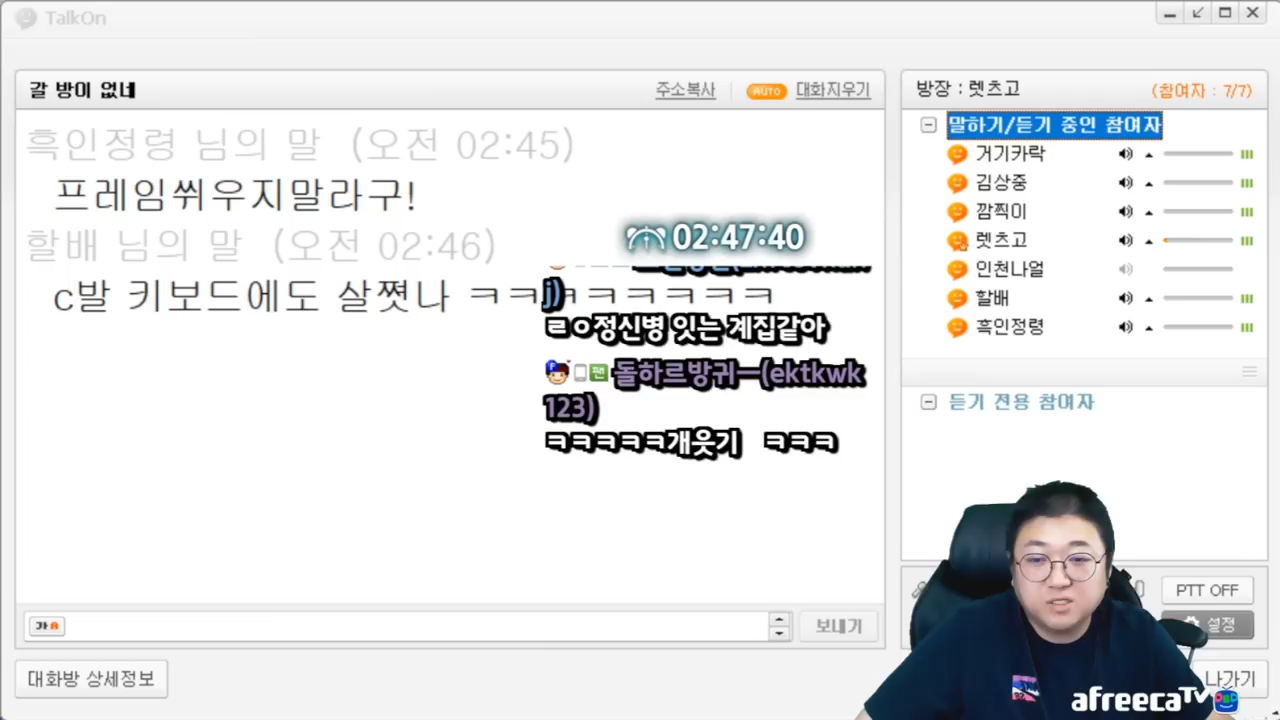 TalkOn
갈 방이 없네
주소복사
AUTO
대화지우기
흑인정령 님의 말 (오전 02:45)
프레임쒸우지말라구!
할배 님의 말 (오전 02:46)
c발 키보드에도 살쪗나 ㅋㅋㅋㅋㅋㅋㅋㅋ
02:47:40
j)
ㄹㅇ정신병 잇는 계집같아
팬 돌하르방귀ㅡ(ektkwk
123)
ㅋㅋㅋㅋㅋ개웃기 ㅋㅋㅋ
가
보내기
대화방 상세정보
방장 : 렛츠고
(참여자 : 7/7)
말하기/듣기 중인 참여자
거기카락
김상중
깜찍이
렛츠고
인천나얼
할배
흑인정령
듣기 전용 참여자
PTT OFF
설정
나가기
afreecaTV